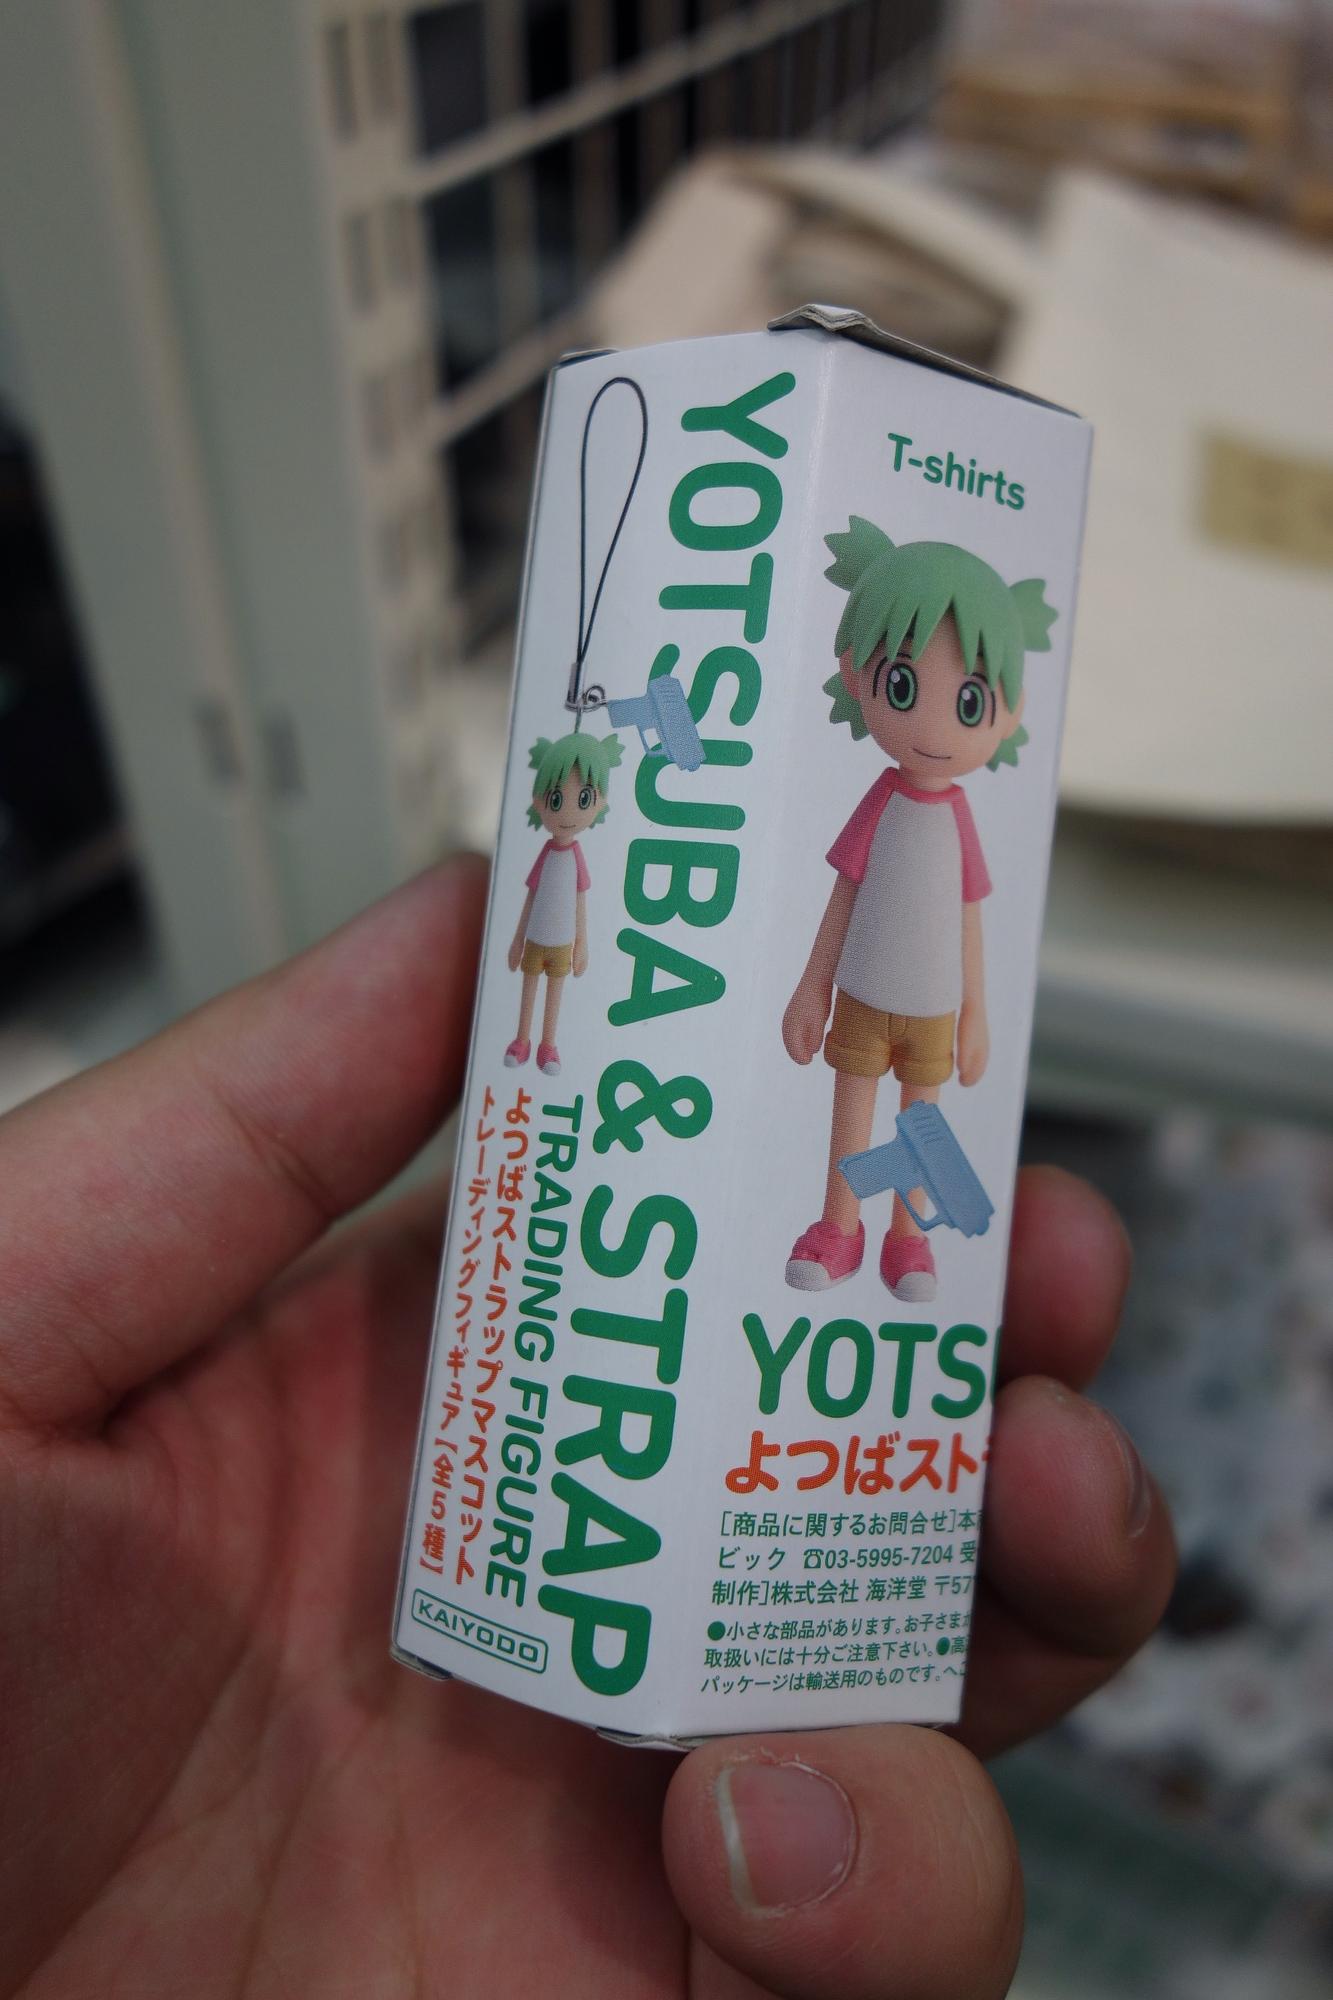 YOTSUBA & STRAP
TRADING FIGURE
よつばストラップマスコット
トレーディングフィギュア［全5種］
KAIYODO
T-shirts
YOTS
よつばスト
［商品に関するお問合せ］本
ビック ☎03-5995-7204 受
制作］株式会社 海洋堂 〒57
●小さな部品があります。お子さま
取扱いには十分ご注意下さい。●高
パッケージは輸送用のものです。へこ